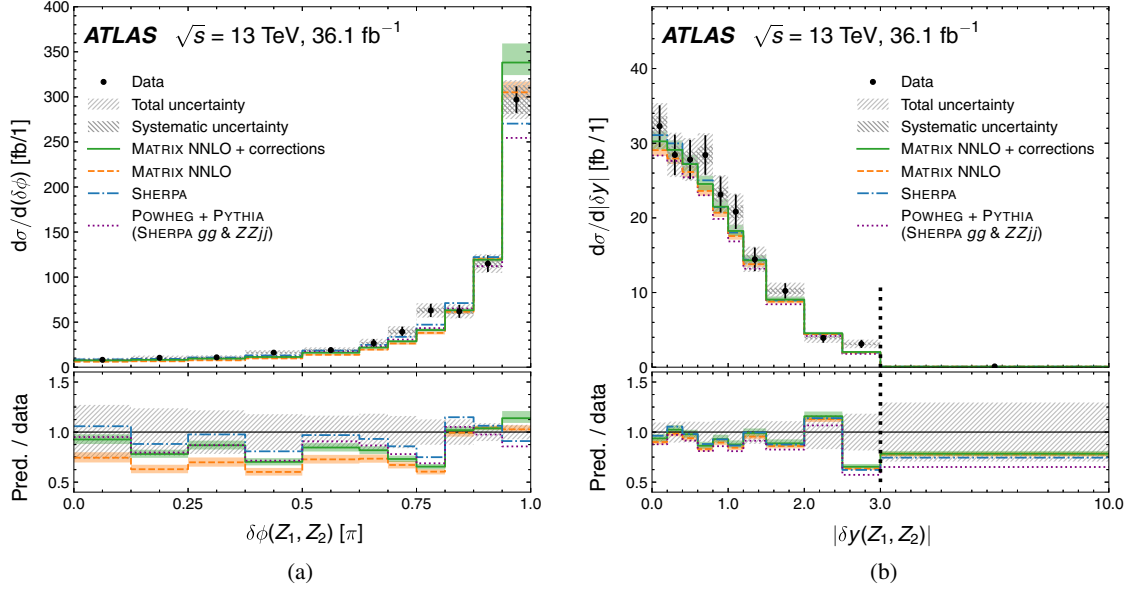 ATLAS √s = 13 TeV, 36.1 fb−1
Data
Total uncertainty
Systematic uncertainty
MATRIX NNLO + corrections
MATRIX NNLO
SHERPA
POWHEG + PYTHIA
(SHERPA gg & ZZjj)
dσ/d(δϕ) [fb/1]
400
350
300
250
200
150
100
50
0
Pred. / data
1.5
1.0
0.5
0.0 0.25 0.5 0.75 1.0
δϕ(Z1, Z2) [π]
(a)
ATLAS √s = 13 TeV, 36.1 fb−1
Data
Total uncertainty
Systematic uncertainty
MATRIX NNLO + corrections
MATRIX NNLO
SHERPA
POWHEG + PYTHIA
(SHERPA gg & ZZjj)
dσ/d|δy| [fb /1]
40
30
20
10
0
Pred. / data
1.5
1.0
0.5
0.0 1.0 2.0 3.0 10.0
|δy(Z1, Z2)|
(b)